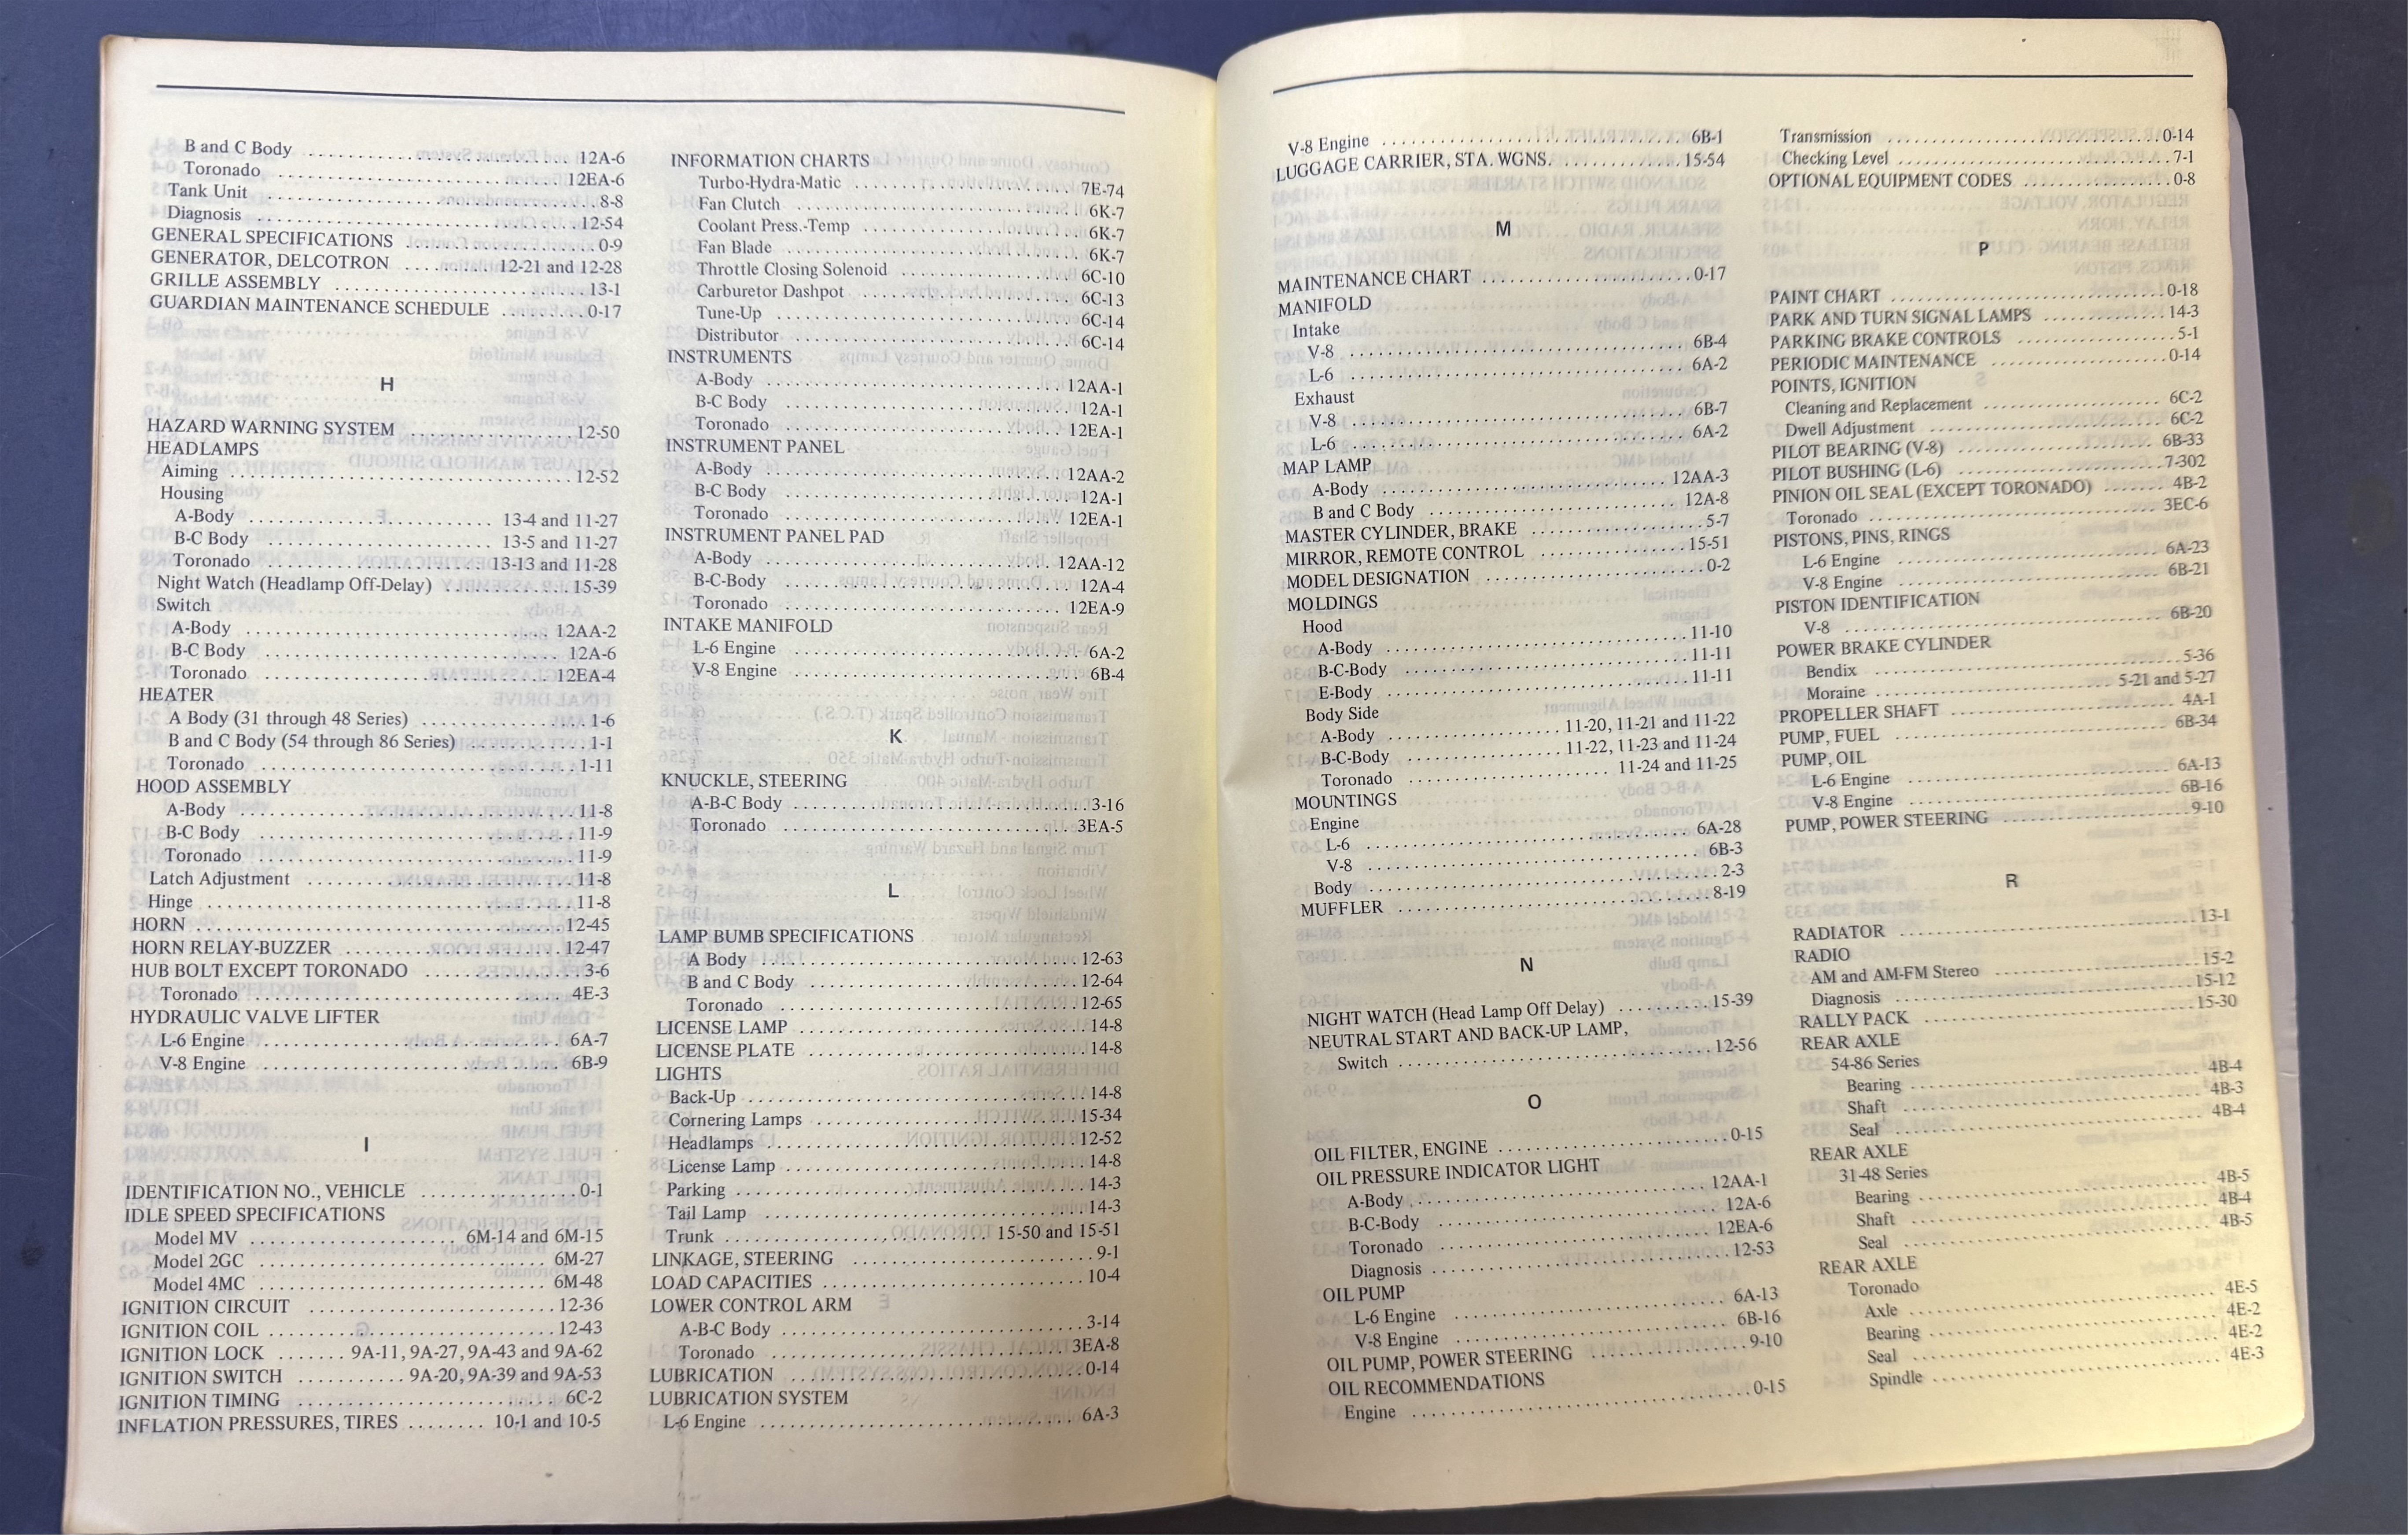 B and C Body .......... 12A-6
Toronado .......... 12EA-6
Tank Unit .......... 8-8
Diagnosis .......... 12-54
GENERAL SPECIFICATIONS .......... 0-9
GENERATOR, DELCOTRON .......... 12-21 and 12-28
GRILLE ASSEMBLY .......... 13-1
GUARDIAN MAINTENANCE SCHEDULE .......... 0-17
H
HAZARD WARNING SYSTEM .......... 12-50
HEADLAMPS
Aiming .......... 12-52
Housing
A-Body .......... 13-4 and 11-27
B-C Body .......... 13-5 and 11-27
Toronado .......... 13-13 and 11-28
Night Watch (Headlamp Off-Delay) .......... 15-39
Switch
A-Body .......... 12AA-2
B-C Body .......... 12A-6
Toronado .......... 12EA-4
HEATER
A Body (31 through 48 Series) .......... 1-6
B and C Body (54 through 86 Series) .......... 1-1
Toronado .......... 1-11
HOOD ASSEMBLY
A-Body .......... 11-8
B-C Body .......... 11-9
Toronado .......... 11-9
Latch Adjustment .......... 11-8
Hinge .......... 11-8
HORN .......... 12-45
HORN RELAY-BUZZER .......... 12-47
HUB BOLT EXCEPT TORONADO .......... 3-6
Toronado .......... 4E-3
HYDRAULIC VALVE LIFTER
L-6 Engine .......... 6A-7
V-8 Engine .......... 6B-9
I
IDENTIFICATION NO., VEHICLE .......... 0-1
IDLE SPEED SPECIFICATIONS
Model MV .......... 6M-14 and 6M-15
Model 2GC .......... 6M-27
Model 4MC .......... 6M-48
IGNITION CIRCUIT .......... 12-36
IGNITION COIL .......... 12-43
IGNITION LOCK .......... 9A-11, 9A-27, 9A-43 and 9A-62
IGNITION SWITCH .......... 9A-20, 9A-39 and 9A-53
IGNITION TIMING .......... 6C-2
INFLATION PRESSURES, TIRES .......... 10-1 and 10-5
INFORMATION CHARTS
Turbo-Hydra-Matic .......... 7E-74
Fan Clutch .......... 6K-7
Coolant Press.-Temp .......... 6K-7
Fan Blade .......... 6K-7
Throttle Closing Solenoid .......... 6C-10
Carburetor Dashpot .......... 6C-13
Tune-Up .......... 6C-14
Distributor .......... 6C-14
INSTRUMENTS
A-Body .......... 12AA-1
B-C Body .......... 12A-1
Toronado .......... 12EA-1
INSTRUMENT PANEL
A-Body .......... 12AA-2
B-C Body .......... 12A-1
Toronado .......... 12EA-1
INSTRUMENT PANEL PAD
A-Body .......... 12AA-12
B-C-Body .......... 12A-4
Toronado .......... 12EA-9
INTAKE MANIFOLD
L-6 Engine .......... 6A-2
V-8 Engine .......... 6B-4
K
KNUCKLE, STEERING
A-B-C Body .......... 3-16
Toronado .......... 3EA-5
L
LAMP BUMB SPECIFICATIONS
A Body .......... 12-63
B and C Body .......... 12-64
Toronado .......... 12-65
LICENSE LAMP .......... 14-8
LICENSE PLATE .......... 14-8
LIGHTS
Back-Up .......... 14-8
Cornering Lamps .......... 15-34
Headlamps .......... 12-52
License Lamp .......... 14-8
Parking .......... 14-3
Tail Lamp .......... 14-3
Trunk .......... 15-50 and 15-51
LINKAGE, STEERING .......... 9-1
LOAD CAPACITIES .......... 10-4
LOWER CONTROL ARM
A-B-C Body .......... 3-14
Toronado .......... 3EA-8
LUBRICATION .......... 0-14
LUBRICATION SYSTEM
L-6 Engine .......... 6A-3
V-8 Engine .......... 6B-1
LUGGAGE CARRIER, STA. WGNS. .......... 15-54
M
MAINTENANCE CHART .......... 0-17
MANIFOLD
Intake
V-8 .......... 6B-4
L-6 .......... 6A-2
Exhaust
V-8 .......... 6B-7
L-6 .......... 6A-2
MAP LAMP
A-Body .......... 12AA-3
B and C Body .......... 12A-8
MASTER CYLINDER, BRAKE .......... 5-7
MIRROR, REMOTE CONTROL .......... 15-51
MODEL DESIGNATION .......... 0-2
MOLDINGS
Hood
A-Body .......... 11-10
B-C-Body .......... 11-11
E-Body .......... 11-11
Body Side
A-Body .......... 11-20, 11-21 and 11-22
B-C-Body .......... 11-22, 11-23 and 11-24
Toronado .......... 11-24 and 11-25
MOUNTINGS
Engine
L-6 .......... 6A-28
V-8 .......... 6B-3
Body .......... 2-3
MUFFLER .......... 8-19
N
NIGHT WATCH (Head Lamp Off Delay) .......... 15-39
NEUTRAL START AND BACK-UP LAMP,
Switch .......... 12-56
O
OIL FILTER, ENGINE .......... 0-15
OIL PRESSURE INDICATOR LIGHT
A-Body .......... 12AA-1
B-C-Body .......... 12A-6
Toronado .......... 12EA-6
Diagnosis .......... 12-53
OIL PUMP
L-6 Engine .......... 6A-13
V-8 Engine .......... 6B-16
OIL PUMP, POWER STEERING .......... 9-10
OIL RECOMMENDATIONS
Engine .......... 0-15
Transmission .......... 0-14
Checking Level .......... 7-1
OPTIONAL EQUIPMENT CODES .......... 0-8
P
PAINT CHART .......... 0-18
PARK AND TURN SIGNAL LAMPS .......... 14-3
PARKING BRAKE CONTROLS .......... 5-1
PERIODIC MAINTENANCE .......... 0-14
POINTS, IGNITION
Cleaning and Replacement .......... 6C-2
Dwell Adjustment .......... 6C-2
PILOT BEARING (V-8) .......... 6B-33
PILOT BUSHING (L-6) .......... 7-302
PINION OIL SEAL (EXCEPT TORONADO) .......... 4B-2
Toronado .......... 3EC-6
PISTONS, PINS, RINGS
L-6 Engine .......... 6A-23
V-8 Engine .......... 6B-21
PISTON IDENTIFICATION
V-8 .......... 6B-20
POWER BRAKE CYLINDER
Bendix .......... 5-36
Moraine .......... 5-21 and 5-27
PROPELLER SHAFT .......... 4A-1
PUMP, FUEL .......... 6B-34
PUMP, OIL
L-6 Engine .......... 6A-13
V-8 Engine .......... 6B-16
PUMP, POWER STEERING .......... 9-10
R
RADIATOR .......... 13-1
RADIO
AM and AM-FM Stereo .......... 15-2
Diagnosis .......... 15-12
RALLY PACK .......... 15-30
REAR AXLE
54-86 Series
Bearing .......... 4B-4
Shaft .......... 4B-3
Seal .......... 4B-4
REAR AXLE
31-48 Series
Bearing .......... 4B-5
Shaft .......... 4B-4
Seal .......... 4B-5
REAR AXLE
Toronado
Axle .......... 4E-5
Bearing .......... 4E-2
Seal .......... 4E-2
Spindle .......... 4E-3